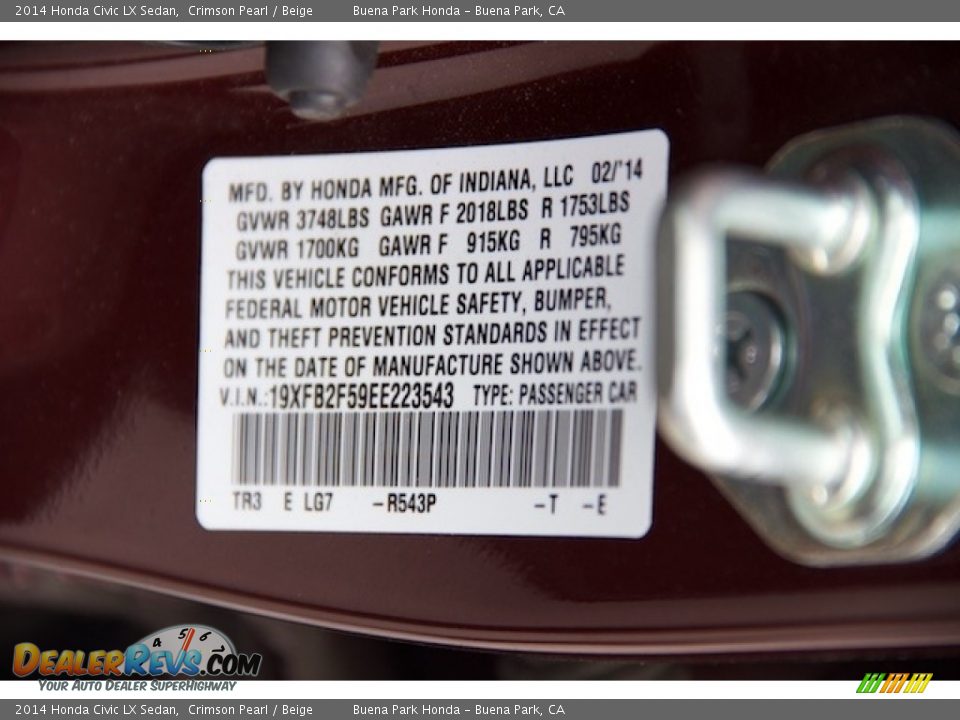 2014 Honda Civic LX Sedan, Crimson Pearl / Beige Buena Park Honda – Buena Park, CA
MFD. BY HONDA MFG. OF INDIANA, LLC 02/'14
GVWR 3748LBS GAWR F 2018LBS R 1753LBS
GVWR 1700KG GAWR F 915KG R 795KG
THIS VEHICLE CONFORMS TO ALL APPLICABLE
FEDERAL MOTOR VEHICLE SAFETY, BUMPER,
AND THEFT PREVENTION STANDARDS IN EFFECT
ON THE DATE OF MANUFACTURE SHOWN ABOVE.
V.I.N.:19XFB2F59EE223543 TYPE: PASSENGER CAR
TR3 E LG7 –R543P –T –E
4 5 6
DEALERREVS.COM
YOUR AUTO DEALER SUPERHIGHWAY
2014 Honda Civic LX Sedan, Crimson Pearl / Beige Buena Park Honda – Buena Park, CA